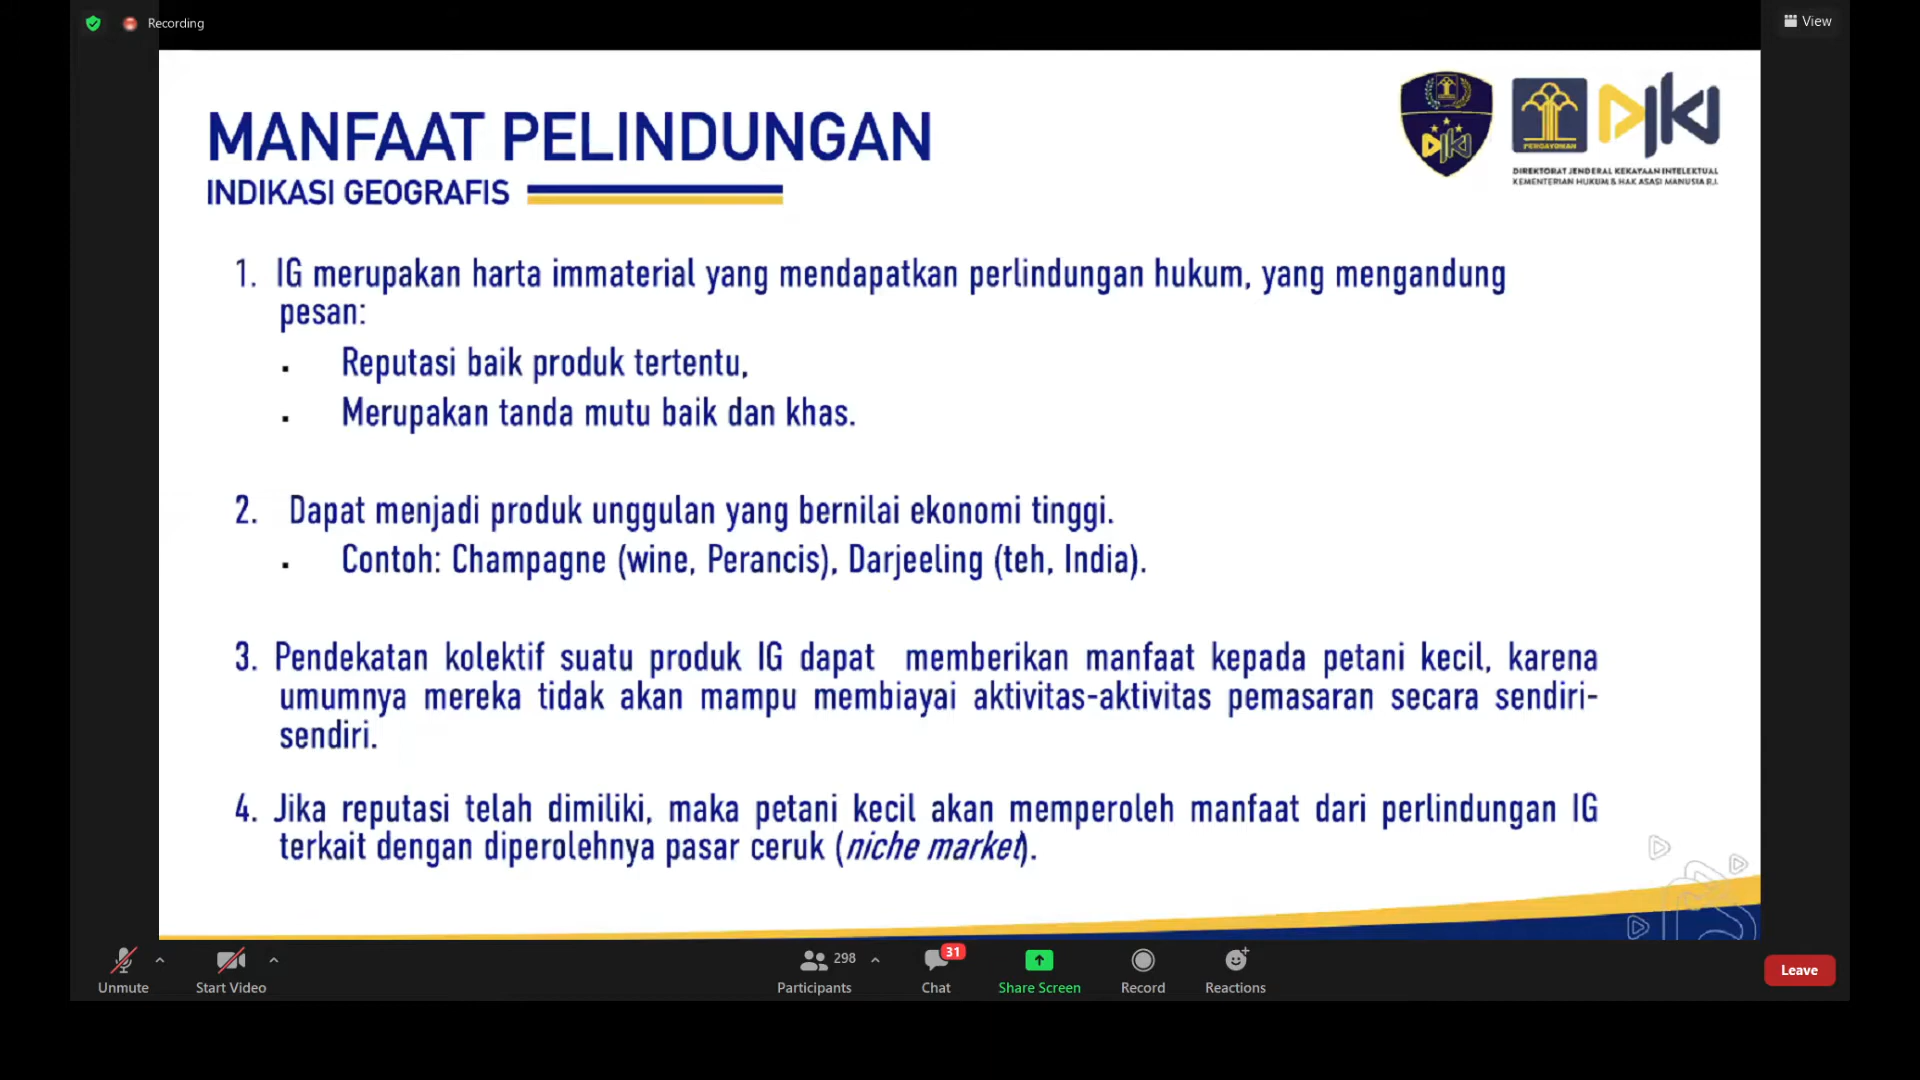 Recording
View
MANFAAT PELINDUNGAN
INDIKASI GEOGRAFIS
PENGAYOMAN
DJKI
DIREKTORAT JENDERAL KEKAYAAN INTELEKTUAL
KEMENTERIAN HUKUM & HAK ASASI MANUSIA R.I.
1. IG merupakan harta immaterial yang mendapatkan perlindungan hukum, yang mengandung
pesan:
▪ Reputasi baik produk tertentu,
▪ Merupakan tanda mutu baik dan khas.
2. Dapat menjadi produk unggulan yang bernilai ekonomi tinggi.
▪ Contoh: Champagne (wine, Perancis), Darjeeling (teh, India).
3. Pendekatan kolektif suatu produk IG dapat memberikan manfaat kepada petani kecil, karena
umumnya mereka tidak akan mampu membiayai aktivitas-aktivitas pemasaran secara sendiri-
sendiri.
4. Jika reputasi telah dimiliki, maka petani kecil akan memperoleh manfaat dari perlindungan IG
terkait dengan diperolehnya pasar ceruk (niche market).
Unmute
Start Video
298
Participants
31
Chat
Share Screen
Record
Reactions
Leave